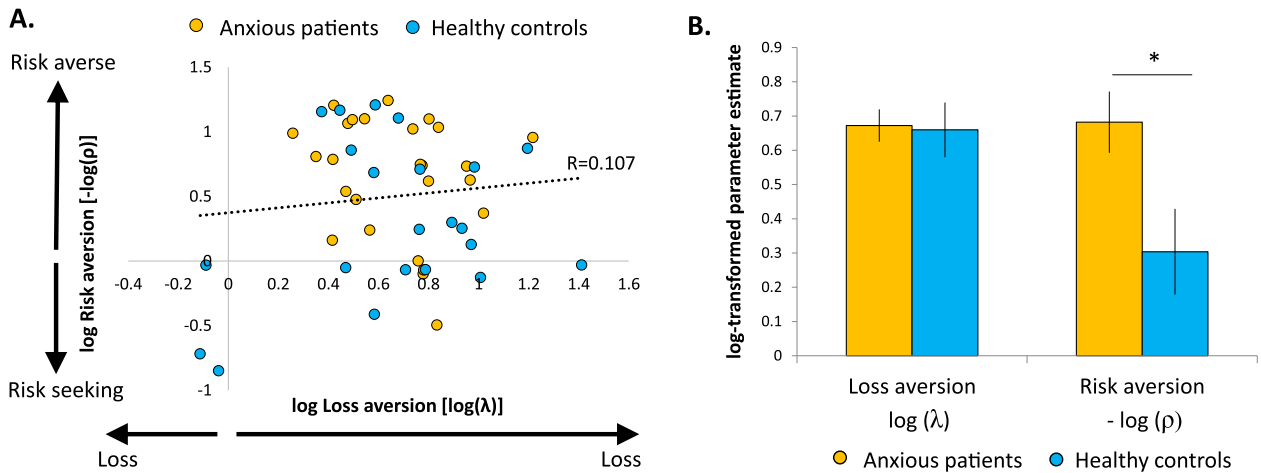 A.
Anxious patients
Healthy controls
Risk averse
Risk seeking
log Risk aversion [-log(ρ)]
1.5
1
0.5
0
-0.5
-1
-0.4
-0.2
0
0.2
0.4
0.6
0.8
1
1.2
1.4
1.6
R=0.107
log Loss aversion [log(λ)]
Loss
Loss
B.
log-transformed parameter estimate
0.9
0.8
0.7
0.6
0.5
0.4
0.3
0.2
0.1
0
*
Loss aversion
log (λ)
Risk aversion
- log (ρ)
Anxious patients
Healthy controls